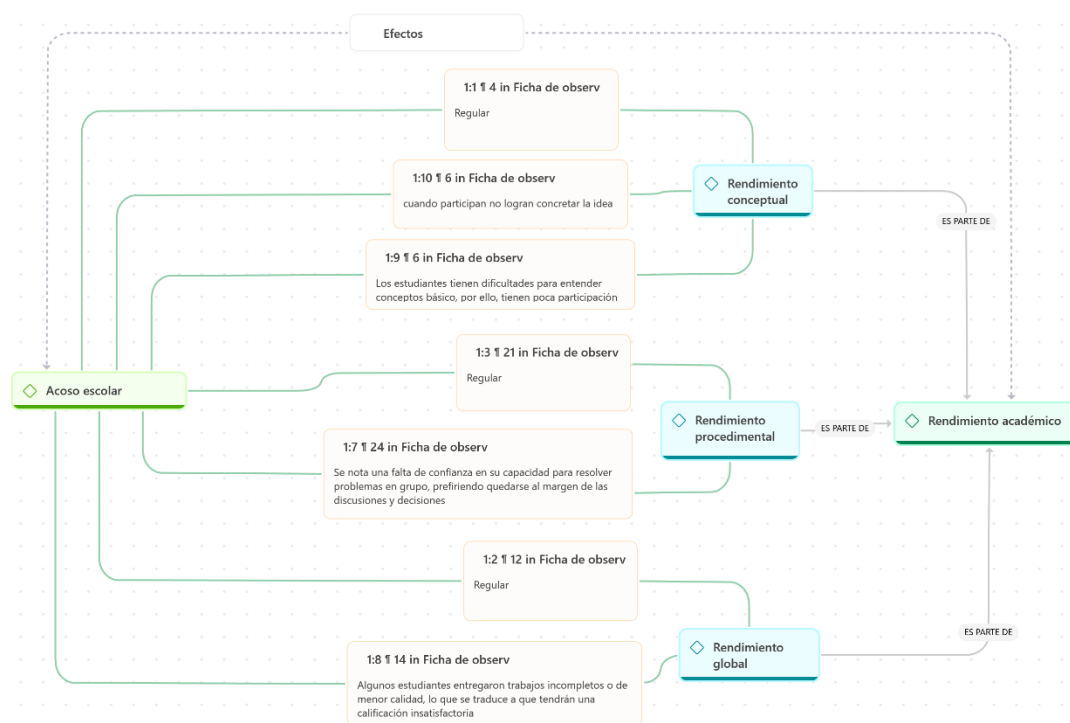 Efectos
1:1 ¶ 4 in Ficha de observ
Regular
1:10 ¶ 6 in Ficha de observ
cuando participan no logran concretar la idea
Rendimiento
conceptual
ES PARTE DE
1:9 ¶ 6 in Ficha de observ
Los estudiantes tienen dificultades para entender
conceptos básico, por ello, tienen poca participación
1:3 ¶ 21 in Ficha de observ
Regular
Acoso escolar
Rendimiento
procedimental
ES PARTE DE
Rendimiento académico
1:7 ¶ 24 in Ficha de observ
Se nota una falta de confianza en su capacidad para resolver
problemas en grupo, prefiriendo quedarse al margen de las
discusiones y decisiones
1:2 ¶ 12 in Ficha de observ
Regular
ES PARTE DE
Rendimiento
global
1:8 ¶ 14 in Ficha de observ
Algunos estudiantes entregaron trabajos incompletos o de
menor calidad, lo que se traduce a que tendrán una
calificación insatisfactoria